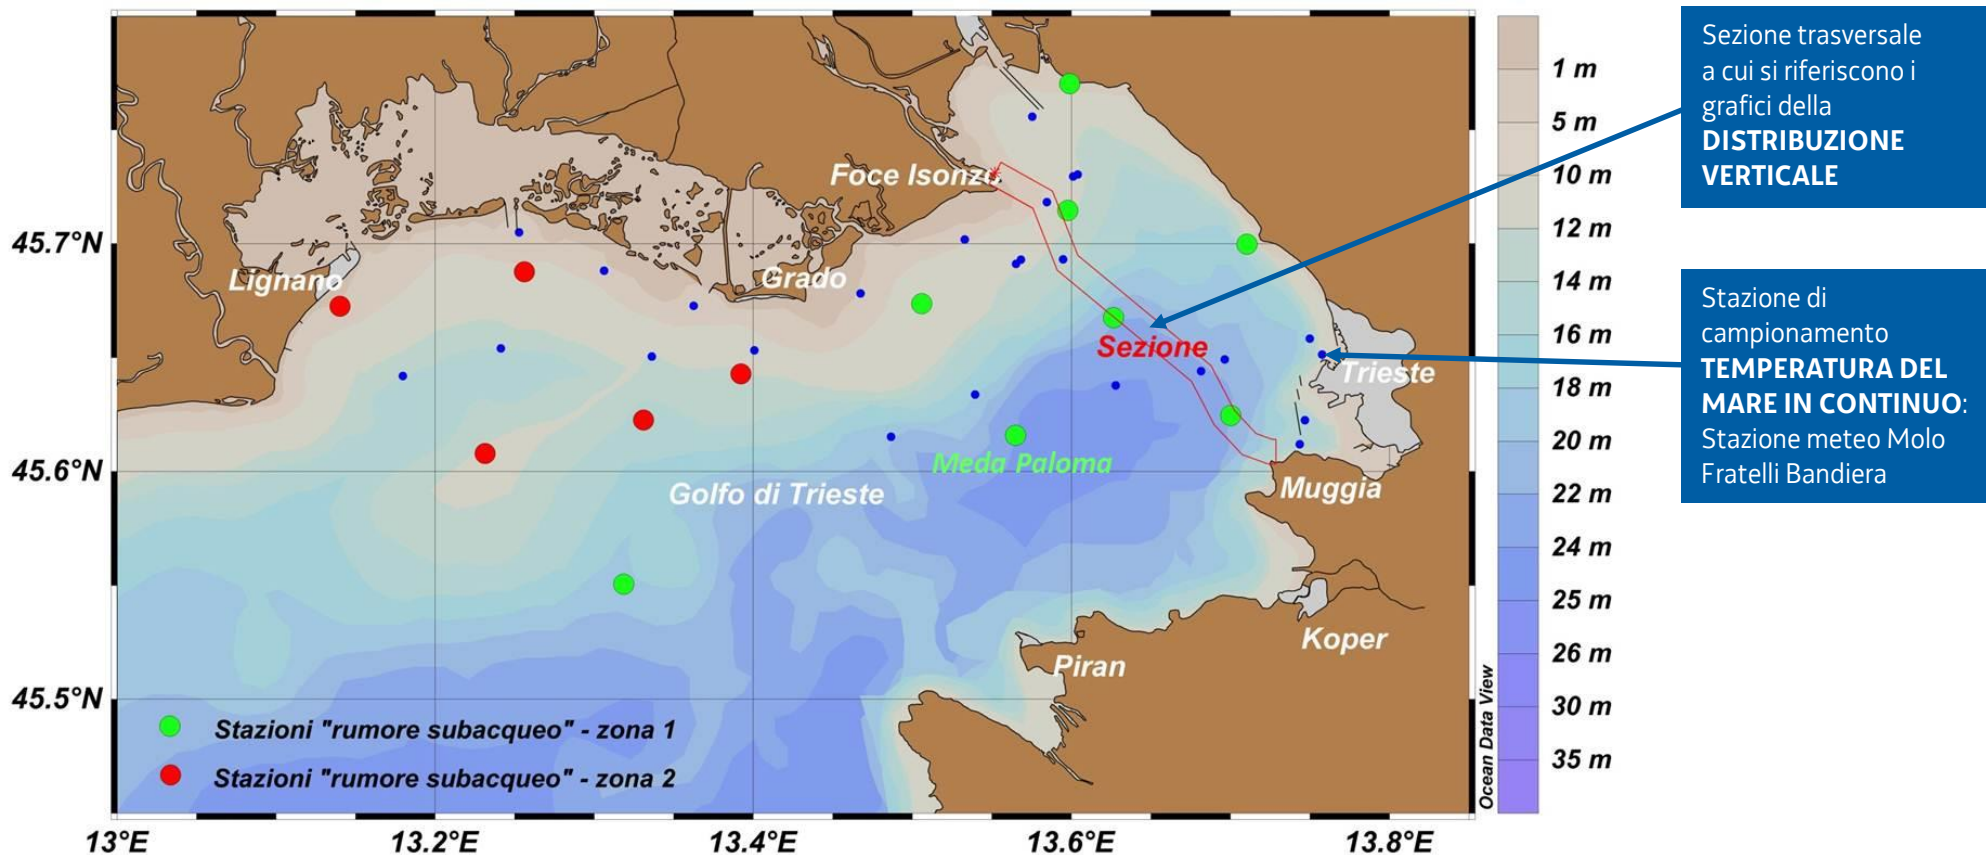 Sezione trasversale
a cui si riferiscono i
grafici della
DISTRIBUZIONE
VERTICALE
Stazione di
campionamento
TEMPERATURA DEL
MARE IN CONTINUO:
Stazione meteo Molo
Fratelli Bandiera
Foce Isonzo
Lignano
Grado
Sezione
Trieste
Meda Paloma
Golfo di Trieste
Muggia
Koper
Piran
Stazioni "rumore subacqueo" - zona 1
Stazioni "rumore subacqueo" - zona 2
45.7°N
45.6°N
45.5°N
13°E
13.2°E
13.4°E
13.6°E
13.8°E
1 m
5 m
10 m
12 m
14 m
16 m
18 m
20 m
22 m
24 m
25 m
26 m
30 m
35 m
Ocean Data View